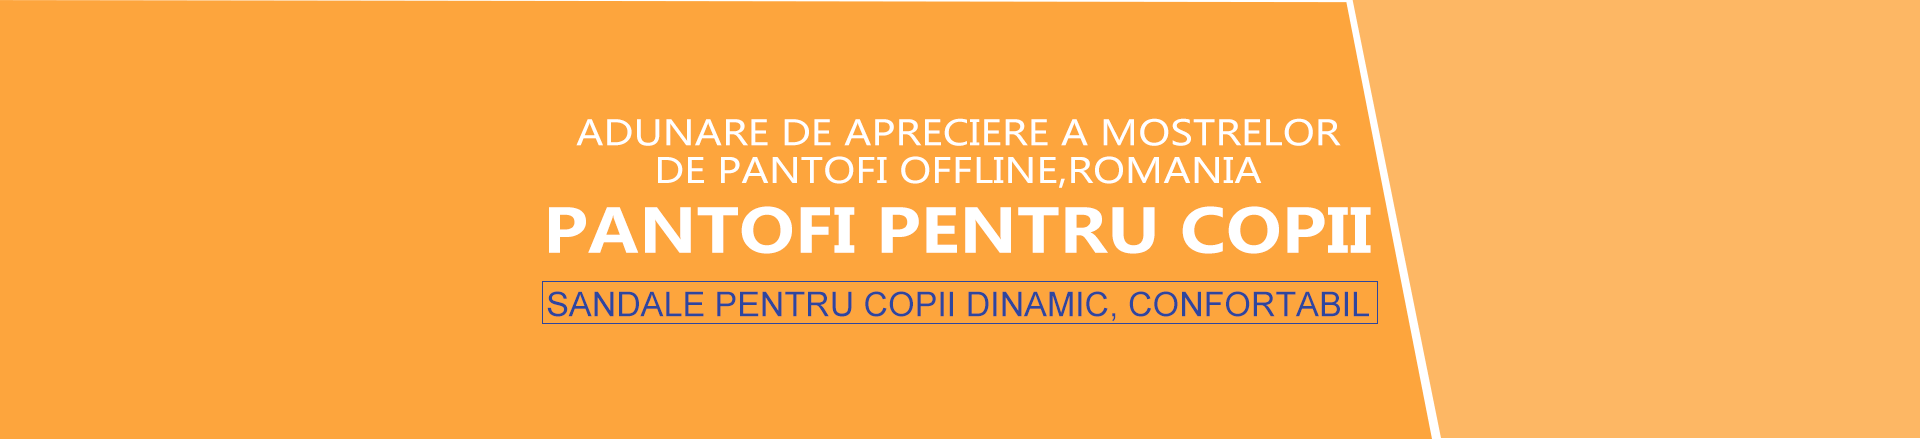 ADUNARE DE APRECIERE A MOSTRELOR
DE PANTOFI OFFLINE,ROMANIA
PANTOFI PENTRU COPII
SANDALE PENTRU COPII DINAMIC, CONFORTABIL